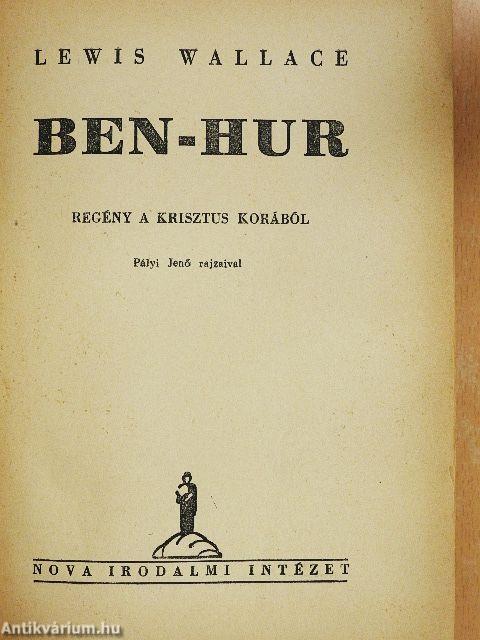 LEWIS WALLACE
BEN-HUR
REGÉNY A KRISZTUS KORÁBÓL
Pályi Jenő rajzaival
NOVA IRODALMI INTÉZET
Antikvárium.hu